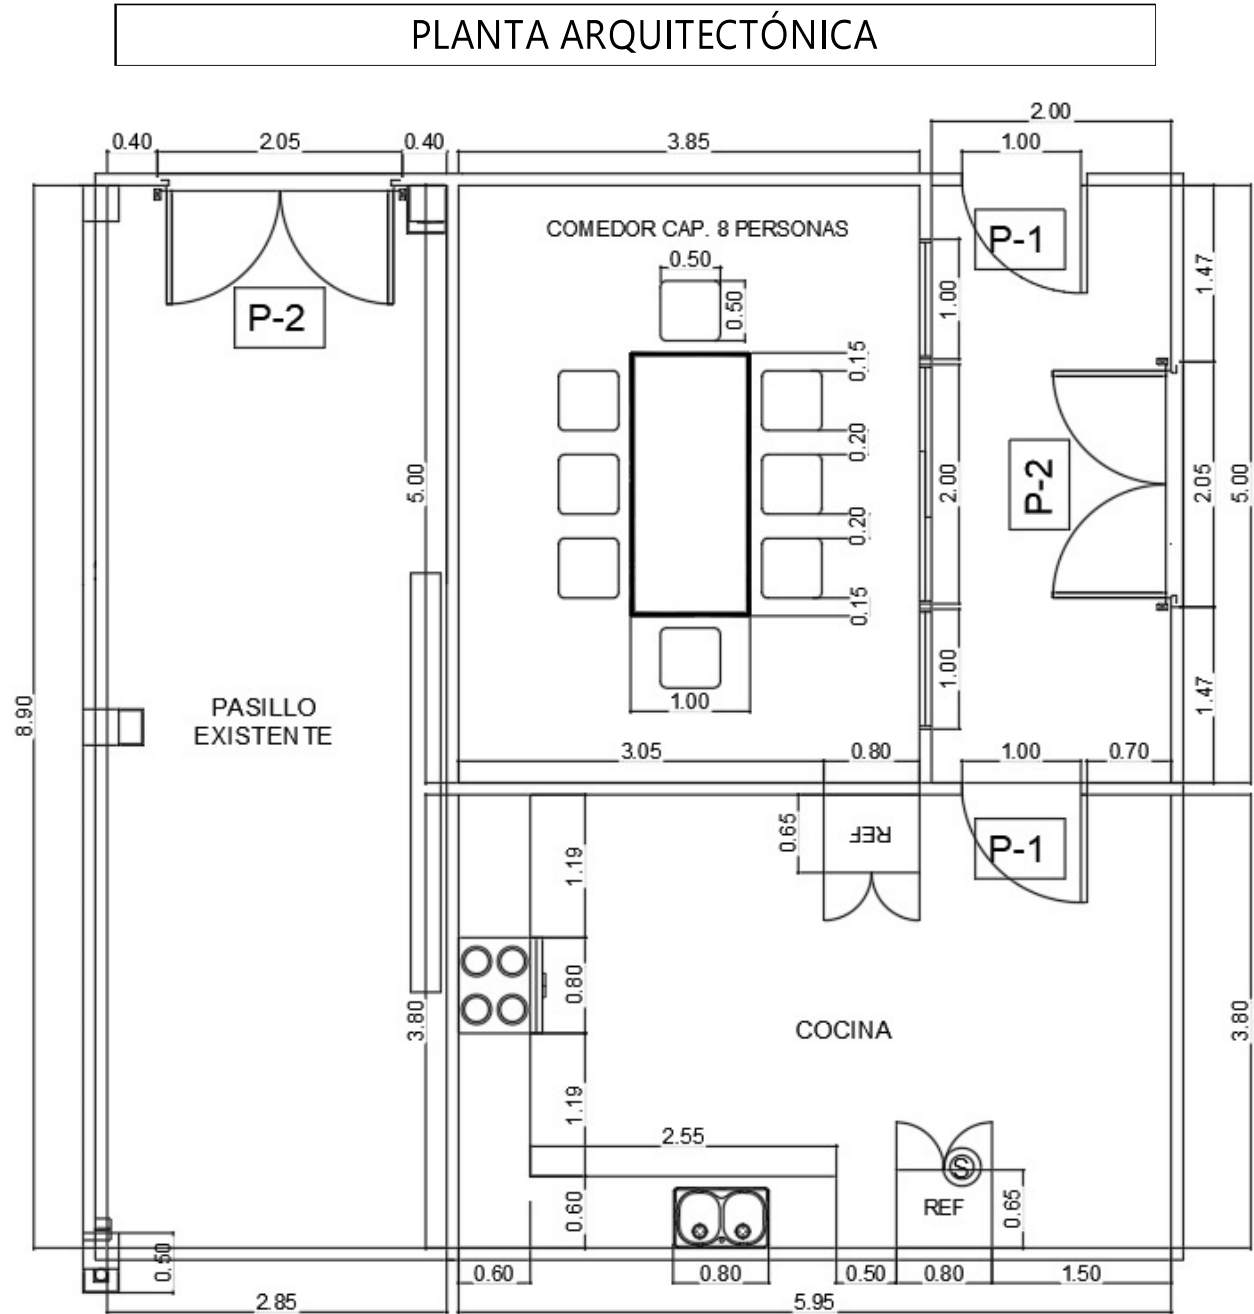 PLANTA ARQUITECTÓNICA
2.00
0.40 2.05 0.40 3.85 1.00
COMEDOR CAP. 8 PERSONAS
P-1
0.50
0.50
1.00
1.47
P-2
0.15
0.20
5.00
2.00
P-2
2.05
5.00
0.20
0.15
1.00
1.47
1.00
8.90
PASILLO
EXISTENTE
3.05 0.80 1.00 0.70
0.65
REF
P-1
1.19
0.80
3.80
COCINA
3.80
1.19
2.55
S
0.60
REF
0.65
0.50
0.60 0.80 0.50 0.80 1.50
2.85 5.95